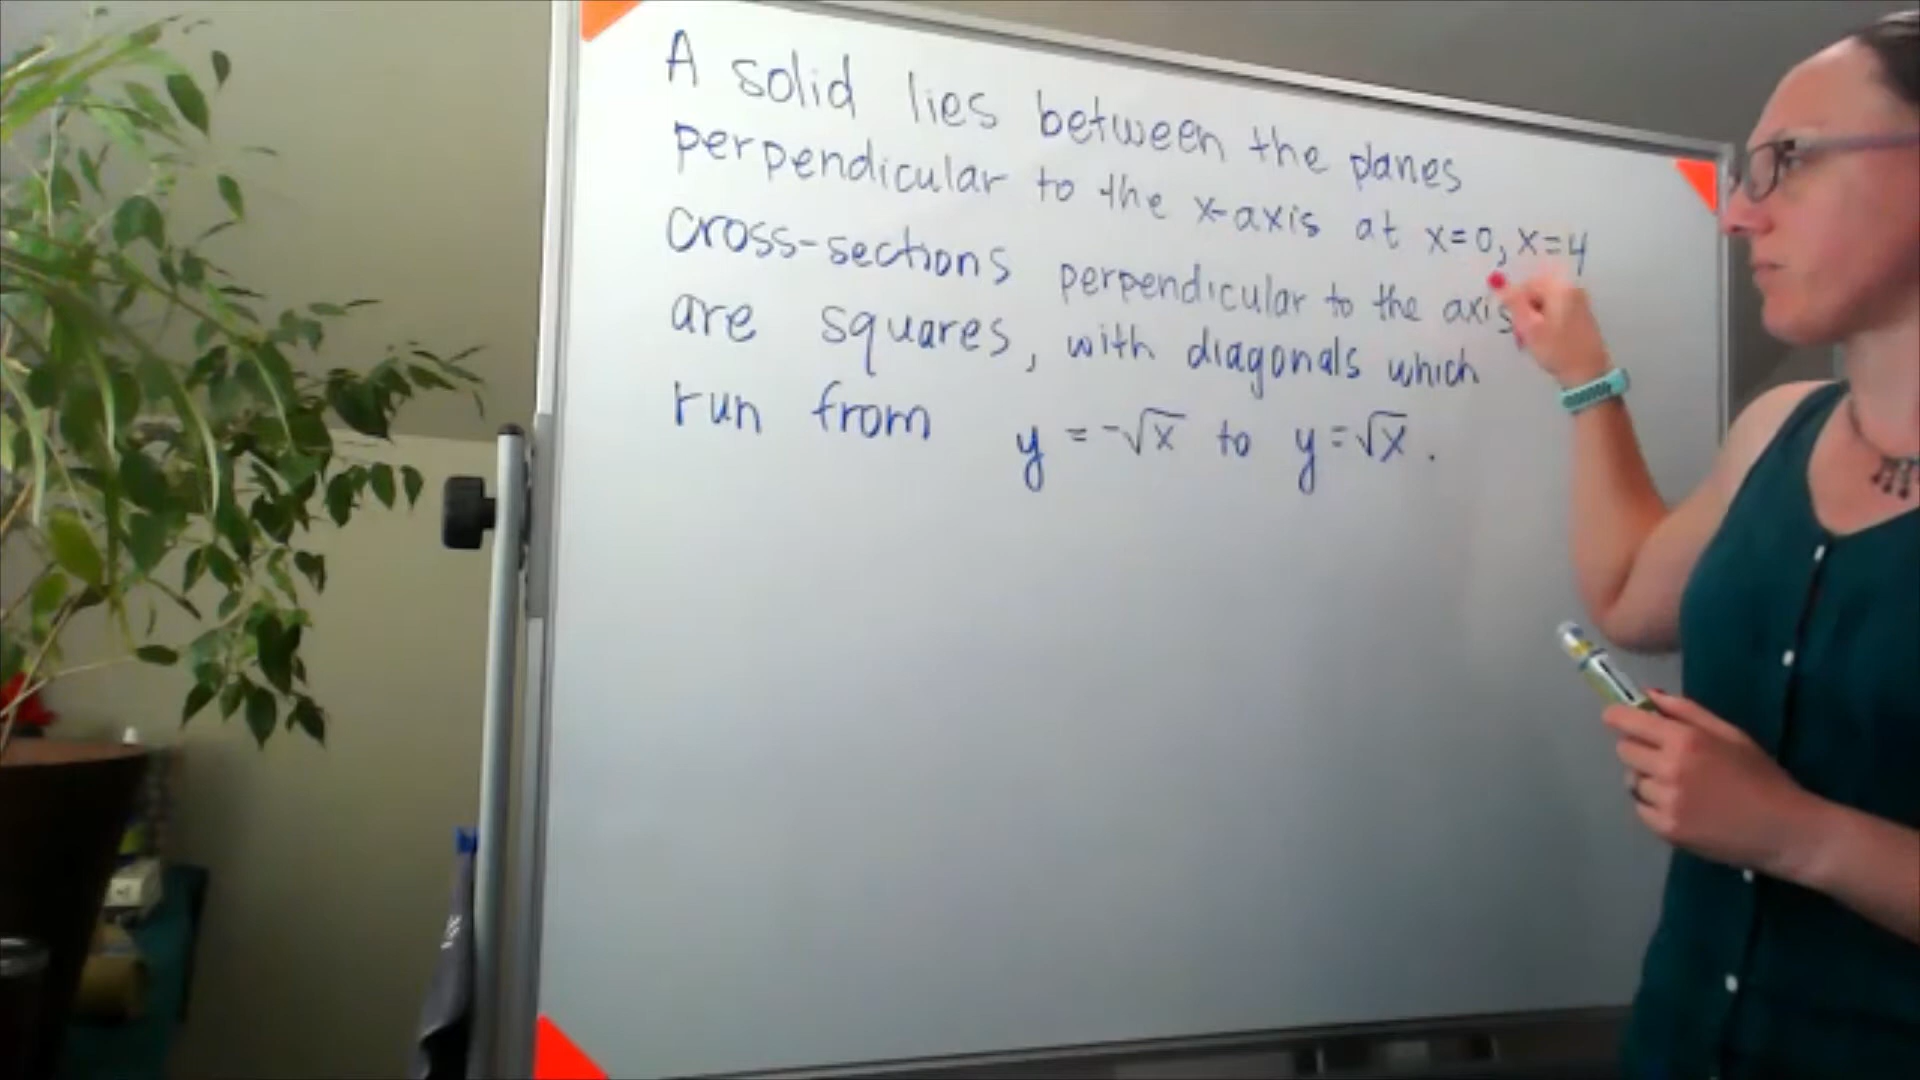 A solid lies between the planes
perpendicular to the x-axis at x=0, x=4
cross-sections perpendicular to the axis
are squares, with diagonals which
run from y = -√x to y = √x.